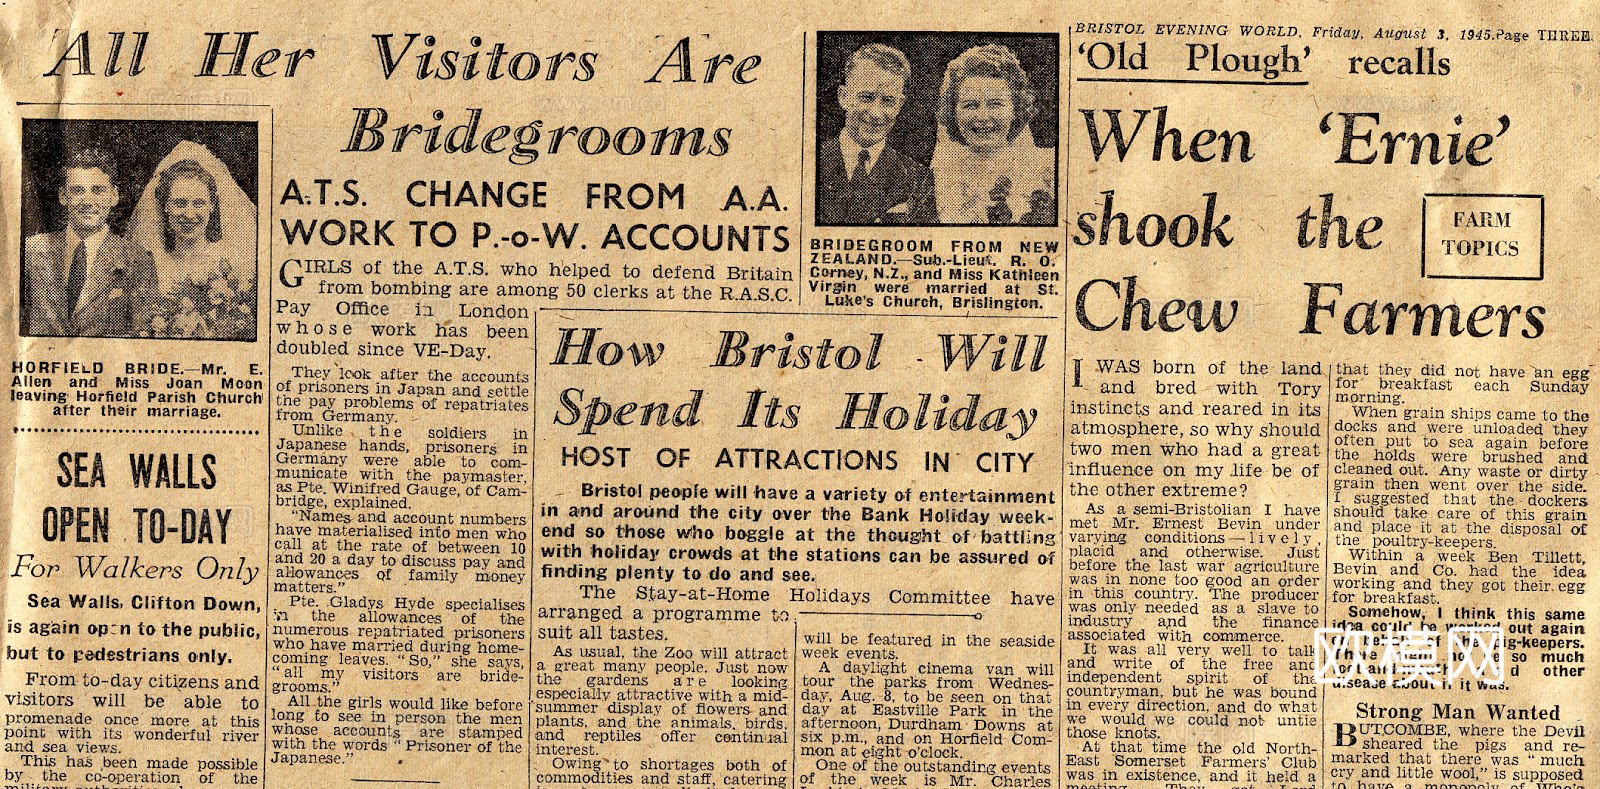 BRISTOL EVENING WORLD, Friday, August 3, 1945. Page THREE
All Her Visitors Are
Bridegrooms
A.T.S. CHANGE FROM A.A.
WORK TO P.-o-W. ACCOUNTS
GIRLS of the A.T.S. who helped to defend Britain
from bombing are among 50 clerks at the R.A.S.C.
Pay Office in London
whose work has been
doubled since VE-Day.
They look after the accounts
of prisoners in Japan and settle
the pay problems of repatriates
from Germany.
Unlike the soldiers in
Japanese hands, prisoners in
Germany were able to com-
municate with the paymaster,
as Pte. Winifred Gauge, of Cam-
bridge, explained.
"Names and account numbers
have materialised into men who
call at the rate of between 10
and 20 a day to discuss pay and
allowances of family money
matters."
Pte. Gladys Hyde specialises
in the allowances of the
numerous repatriated prisoners
who have married during home-
coming leaves. "So," she says,
"all my visitors are bride-
grooms."
All the girls would like before
long to see in person the men
whose accounts are stamped
with the words "Prisoner of the
Japanese."
HORFIELD BRIDE.—Mr. E.
Allen and Miss Joan Moon
leaving Horfield Parish Church
after their marriage.
SEA WALLS
OPEN TO-DAY
For Walkers Only
Sea Walls, Clifton Down,
is again open to the public,
but to pedestrians only.
From to-day citizens and
visitors will be able to
promenade once more at this
point with its wonderful river
and sea views.
This has been made possible
by the co-operation of the
BRIDEGROOM FROM NEW
ZEALAND.—Sub.-Lieut. R. O.
Corney, N.Z., and Miss Kathleen
Virgin were married at St.
Luke's Church, Brislington.
How Bristol Will
Spend Its Holiday
HOST OF ATTRACTIONS IN CITY
Bristol people will have a variety of entertainment
in and around the city over the Bank Holiday week-
end so those who boggle at the thought of battling
with holiday crowds at the stations can be assured of
finding plenty to do and see.
The Stay-at-Home Holidays Committee have
arranged a programme to
suit all tastes.
As usual, the Zoo will attract
a great many people. Just now
the gardens are looking
especially attractive with a mid-
summer display of flowers and
plants, and the animals, birds,
and reptiles offer continual
interest.
Owing to shortages both of
commodities and staff, catering
will be featured in the seaside
week events.
A daylight cinema van will
tour the parks from Wednes-
day, Aug. 8, to be seen on that
day at Eastville Park in the
afternoon, Durdham Downs at
six p.m., and on Horfield Com-
mon at eight o'clock.
One of the outstanding events
of the week is Mr. Charles
'Old Plough' recalls
When 'Ernie'
shook the
Chew Farmers
FARM
TOPICS
I WAS born of the land
and bred with Tory
instincts and reared in its
atmosphere, so why should
two men who had a great
influence on my life be of
the other extreme?
As a semi-Bristolian I have
met Mr. Ernest Bevin under
varying conditions—lively,
placid and otherwise. Just
before the last war agriculture
was in none too good an order
in this country. The producer
was only needed as a slave to
industry and the finance
associated with commerce.
It was all very well to talk
and write of the free and
independent spirit of the
countryman, but he was bound
in every direction, and do what
we would we could not untie
those knots.
At that time the old North-
East Somerset Farmers' Club
was in existence, and it held a
that they did not have an egg
for breakfast each Sunday
morning.
When grain ships came to the
docks and were unloaded they
often put to sea again before
the holds were brushed and
cleaned out. Any waste or dirty
grain then went over the side.
I suggested that the dockers
should take care of this grain
and place it at the disposal of
the poultry-keepers.
Within a week Ben Tillett,
Bevin and Co. had the idea
working and they got their egg
for breakfast.
Somehow, I think this same
idea could be worked out again
pig-keepers.
so much
other
disease about it was.
Strong Man Wanted
BUTCOMBE, where the Devil
sheared the pigs and re-
marked that there was "much
cry and little wool," is supposed
to have a monopoly of Who's
欧模网